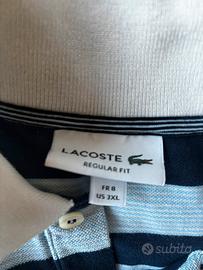 LACOSTE
REGULAR FIT
FR 8
US 3XL
subito